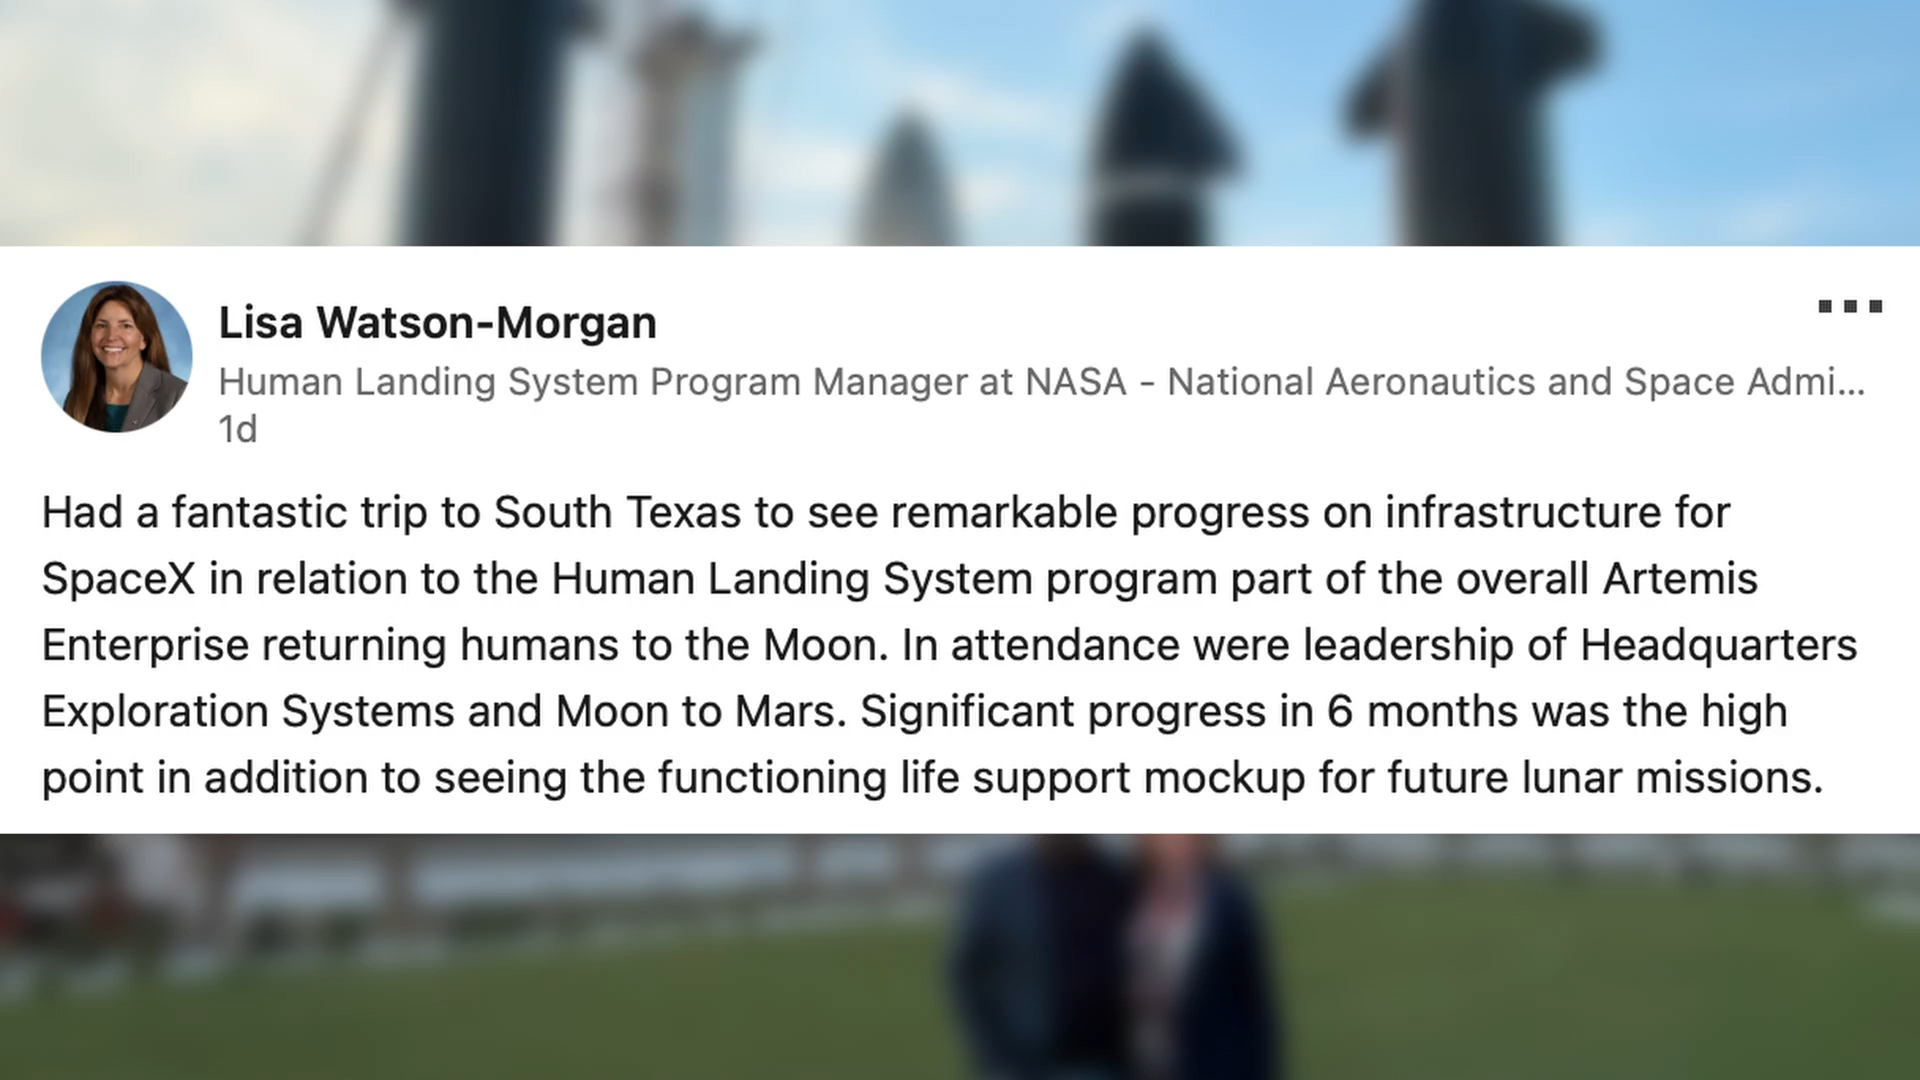 Lisa Watson-Morgan
Human Landing System Program Manager at NASA - National Aeronautics and Space Admi...
1d
Had a fantastic trip to South Texas to see remarkable progress on infrastructure for
SpaceX in relation to the Human Landing System program part of the overall Artemis
Enterprise returning humans to the Moon. In attendance were leadership of Headquarters
Exploration Systems and Moon to Mars. Significant progress in 6 months was the high
point in addition to seeing the functioning life support mockup for future lunar missions.